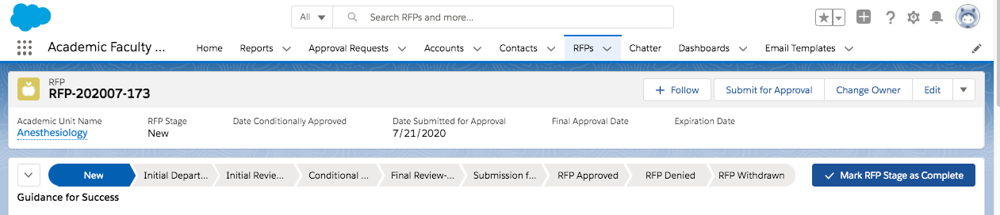 All
Search RFPs and more...
Academic Faculty ...
Home Reports Approval Requests Accounts Contacts RFPs Chatter Dashboards Email Templates
RFP
RFP-202007-173
Follow Submit for Approval Change Owner Edit
Academic Unit Name RFP Stage Date Conditionally Approved Date Submitted for Approval Final Approval Date Expiration Date
Anesthesiology New 7/21/2020
New Initial Depart... Initial Revie... Conditional ... Final Review-... Submission f... RFP Approved RFP Denied RFP Withdrawn Mark RFP Stage as Complete
Guidance for Success